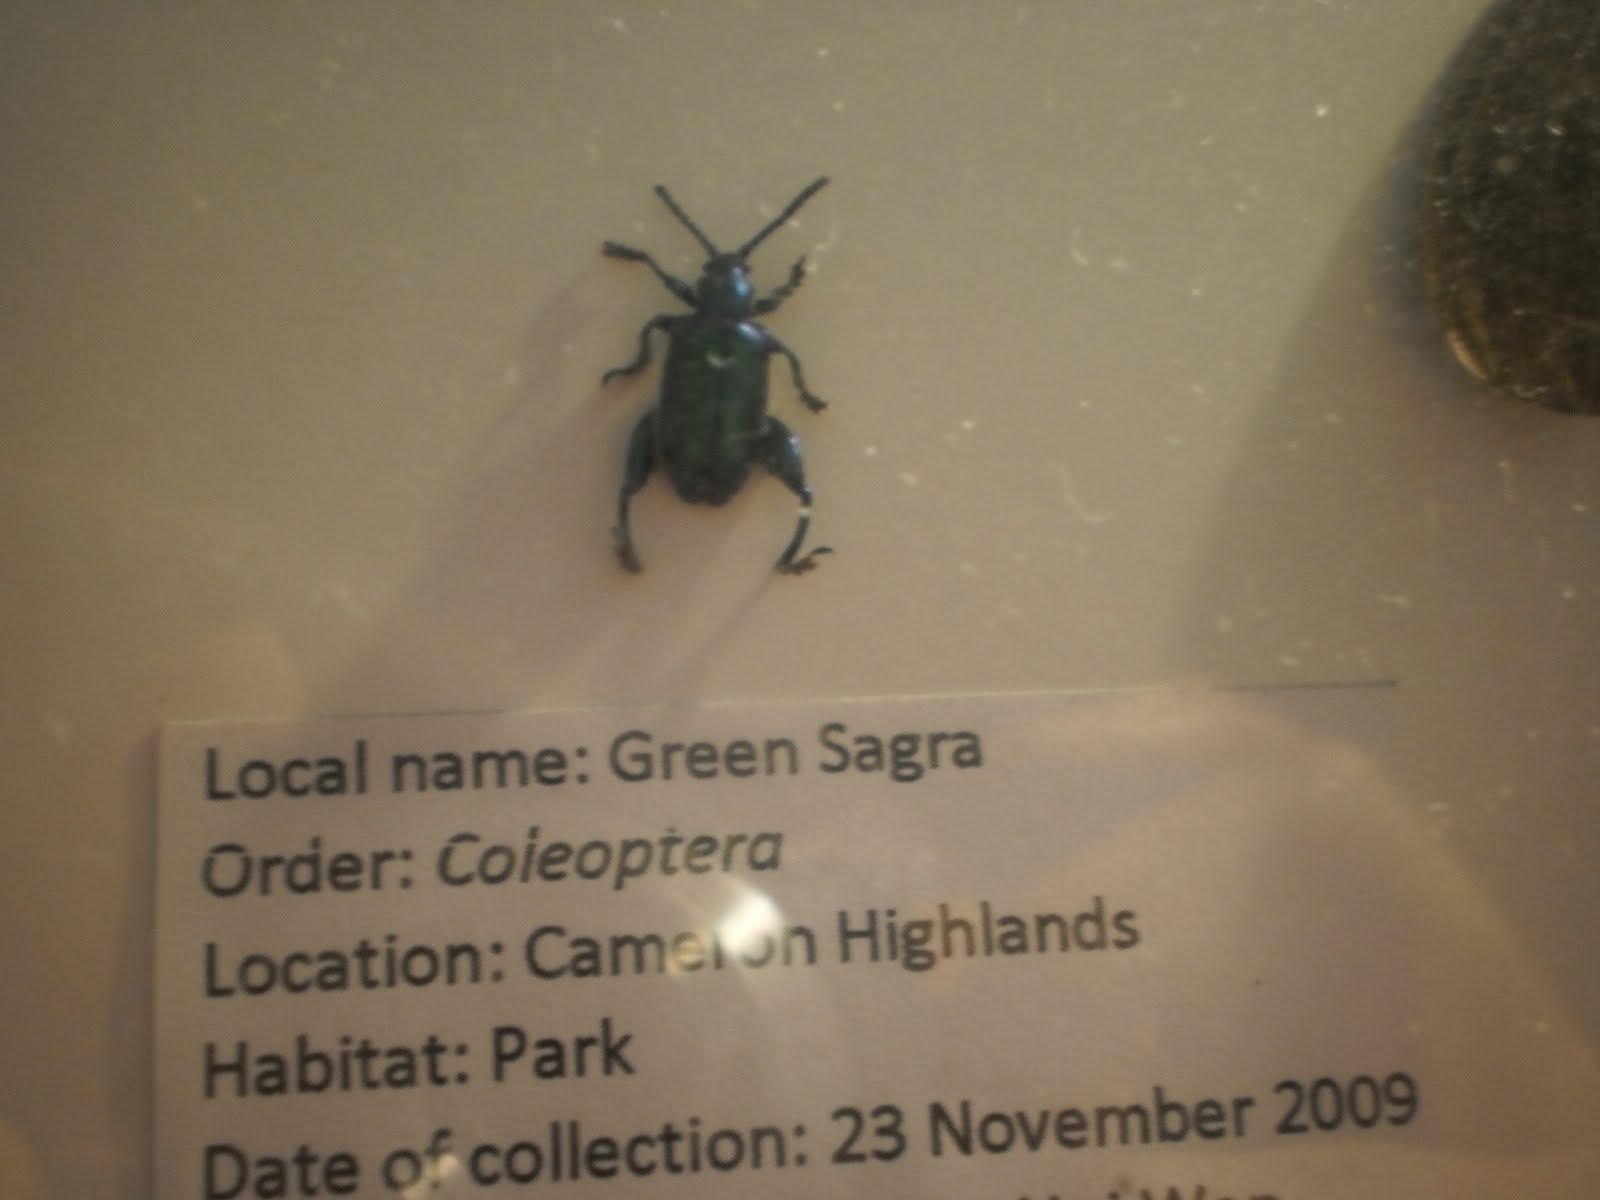 Local name: Green Sagra
Order: Coleoptera
Location: Cameron Highlands
Habitat: Park
Date of collection: 23 November 2009